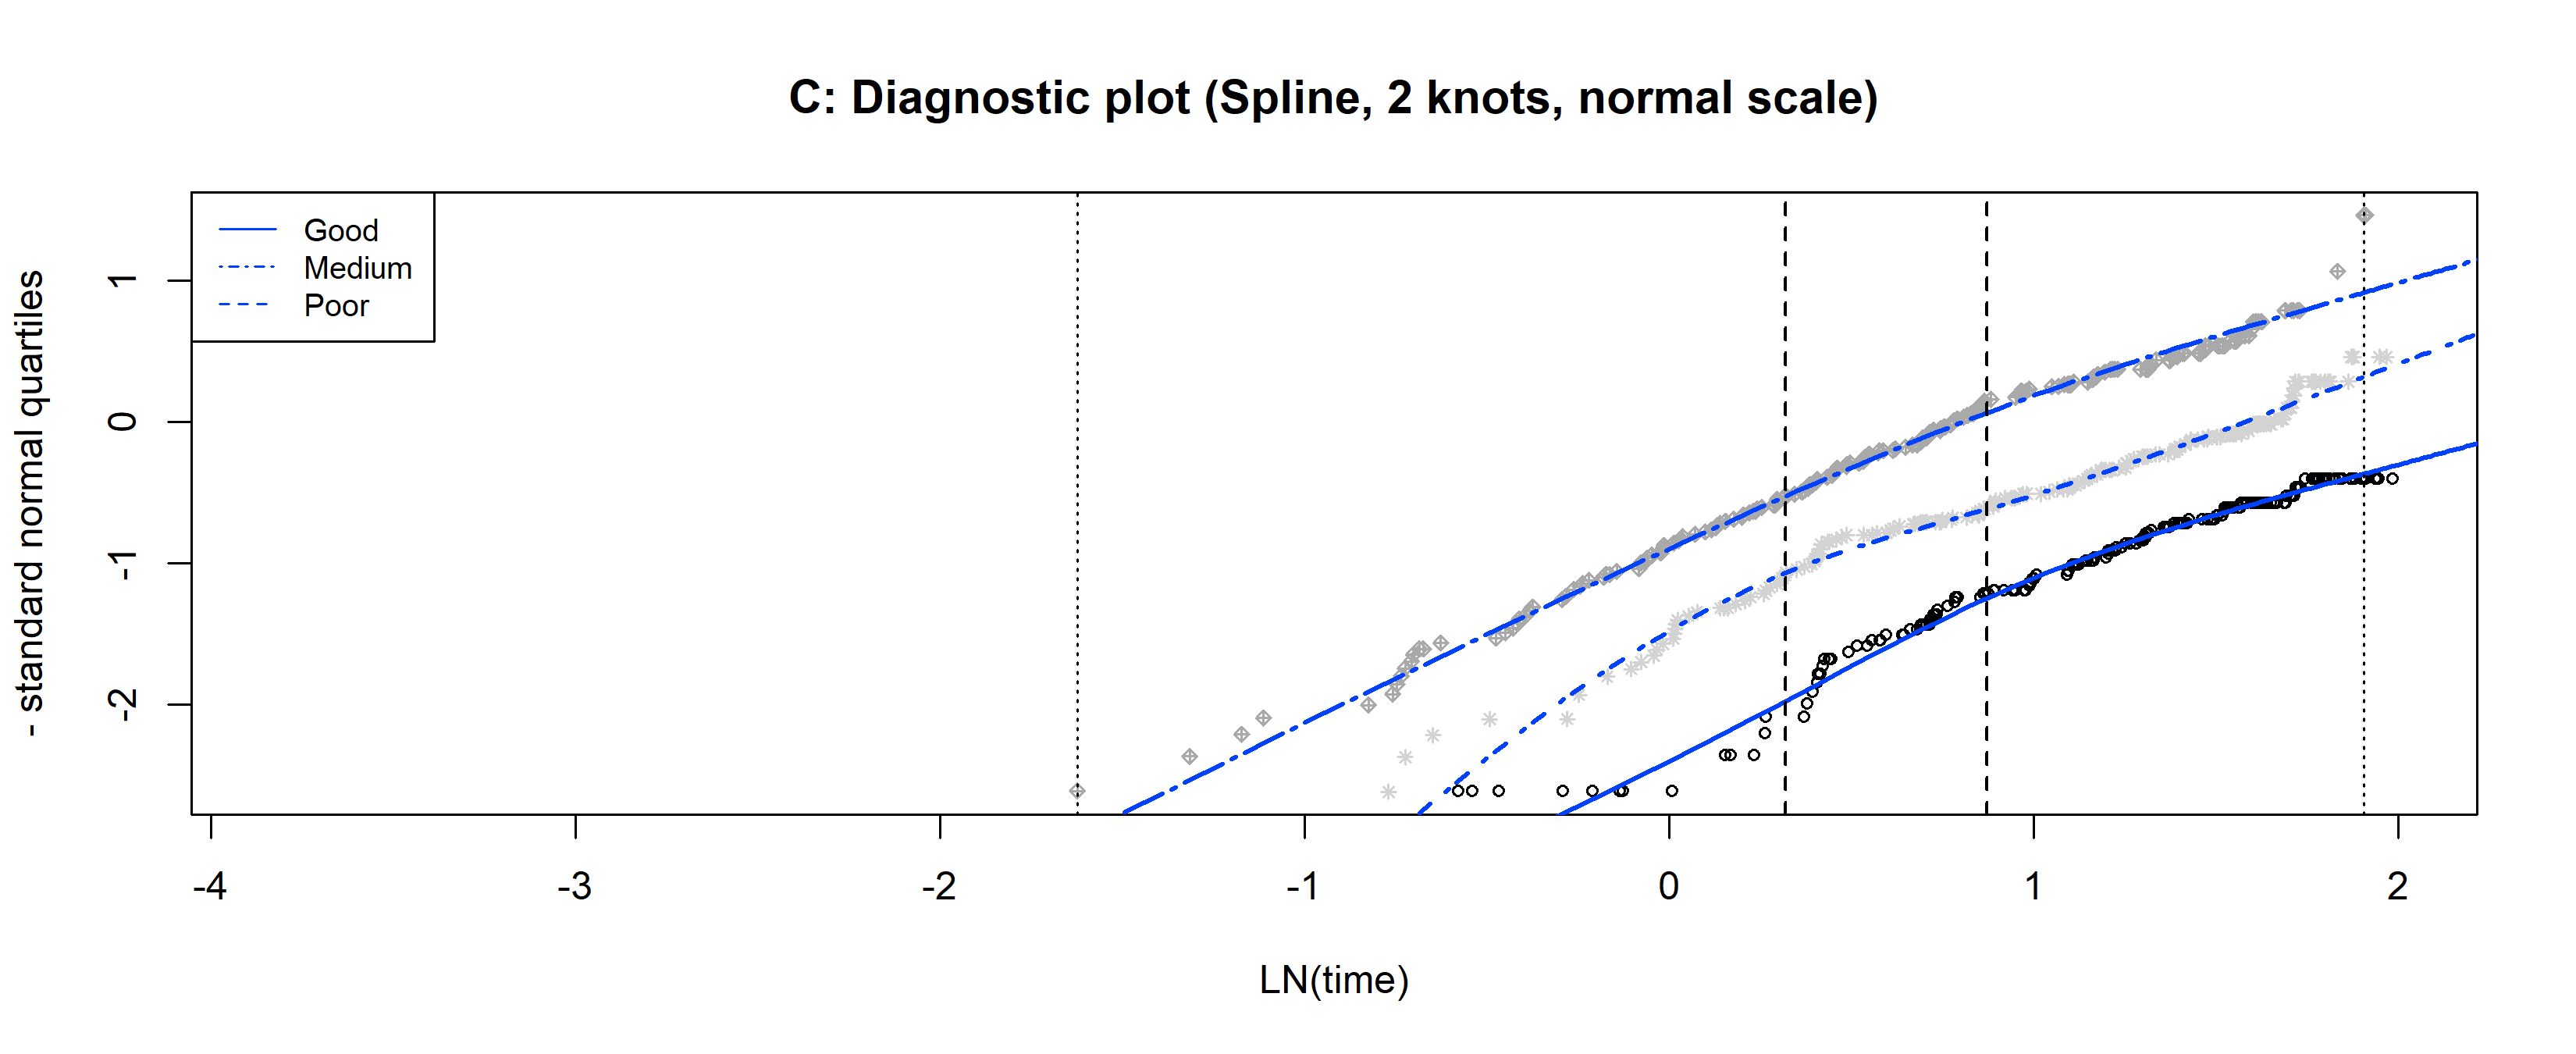 C: Diagnostic plot (Spline, 2 knots, normal scale)
Good
Medium
Poor
- standard normal quartiles
1
0
-1
-2
-4
-3
-2
-1
0
1
2
LN(time)